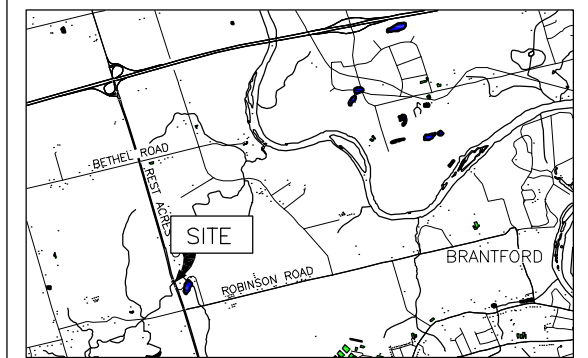 BETHEL ROAD
REST ACRES
SITE
BRANTFORD
ROBINSON ROAD